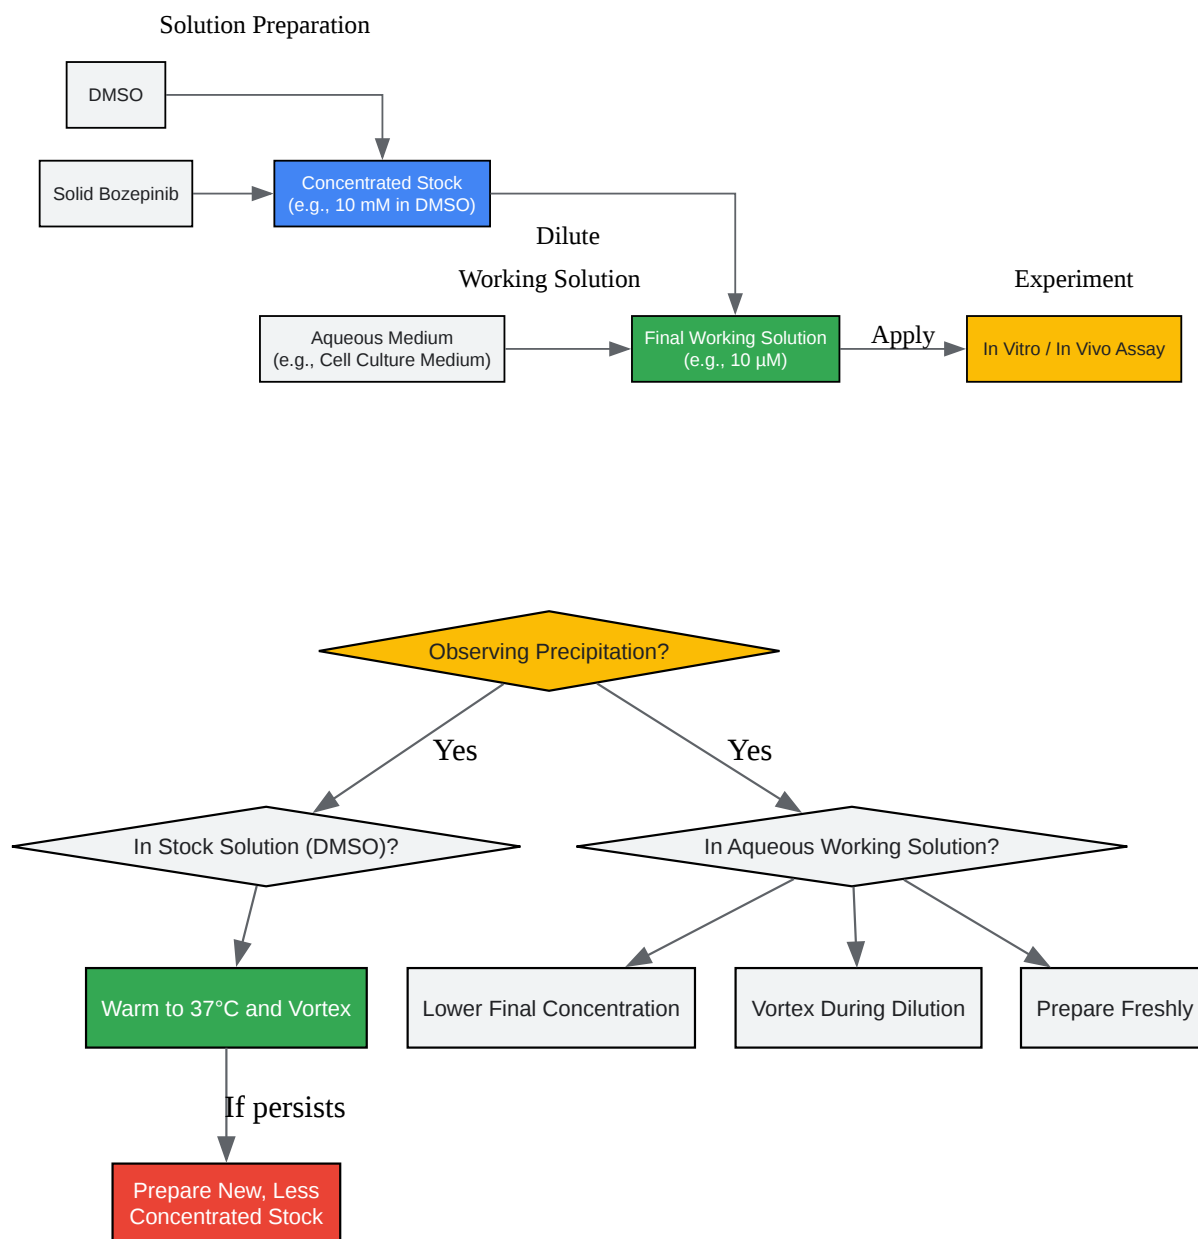 Solution Preparation
DMSO
Solid Bozepinib
Concentrated Stock
(e.g., 10 mM in DMSO)
Dilute
Working Solution
Experiment
Aqueous Medium
(e.g., Cell Culture Medium)
Final Working Solution
(e.g., 10 µM)
Apply
In Vitro / In Vivo Assay
Observing Precipitation?
Yes
Yes
In Stock Solution (DMSO)?
In Aqueous Working Solution?
Warm to 37°C and Vortex
Lower Final Concentration
Vortex During Dilution
Prepare Freshly
If persists
Prepare New, Less
Concentrated Stock